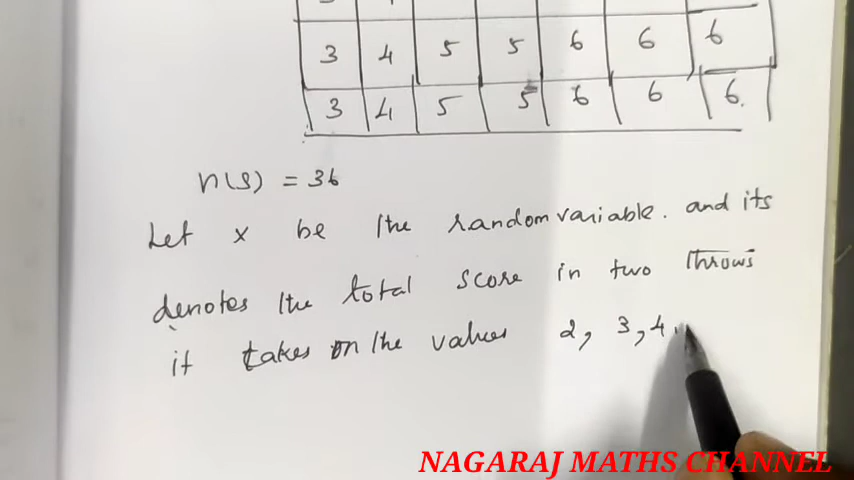 3 4 5 5 6 6 6
3 4 5 5 6 6 6.
n(S) = 36
Let x be the random variable. and its
denotes the total score in two throws
it takes on the values 2, 3, 4.
NAGARAJ MATHS CHANNEL